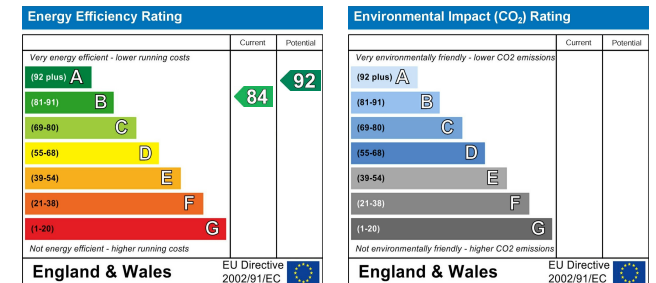 Energy Efficiency Rating
Current Potential
Very energy efficient - lower running costs
(92 plus) A
92
(81-91) B
84
(69-80) C
(55-68) D
(39-54) E
(21-38) F
(1-20) G
Not energy efficient - higher running costs
England & Wales
EU Directive
2002/91/EC
Environmental Impact (CO₂) Rating
Current Potential
Very environmentally friendly - lower CO2 emissions
(92 plus) A
(81-91) B
(69-80) C
(55-68) D
(39-54) E
(21-38) F
(1-20) G
Not environmentally friendly - higher CO2 emissions
England & Wales
EU Directive
2002/91/EC